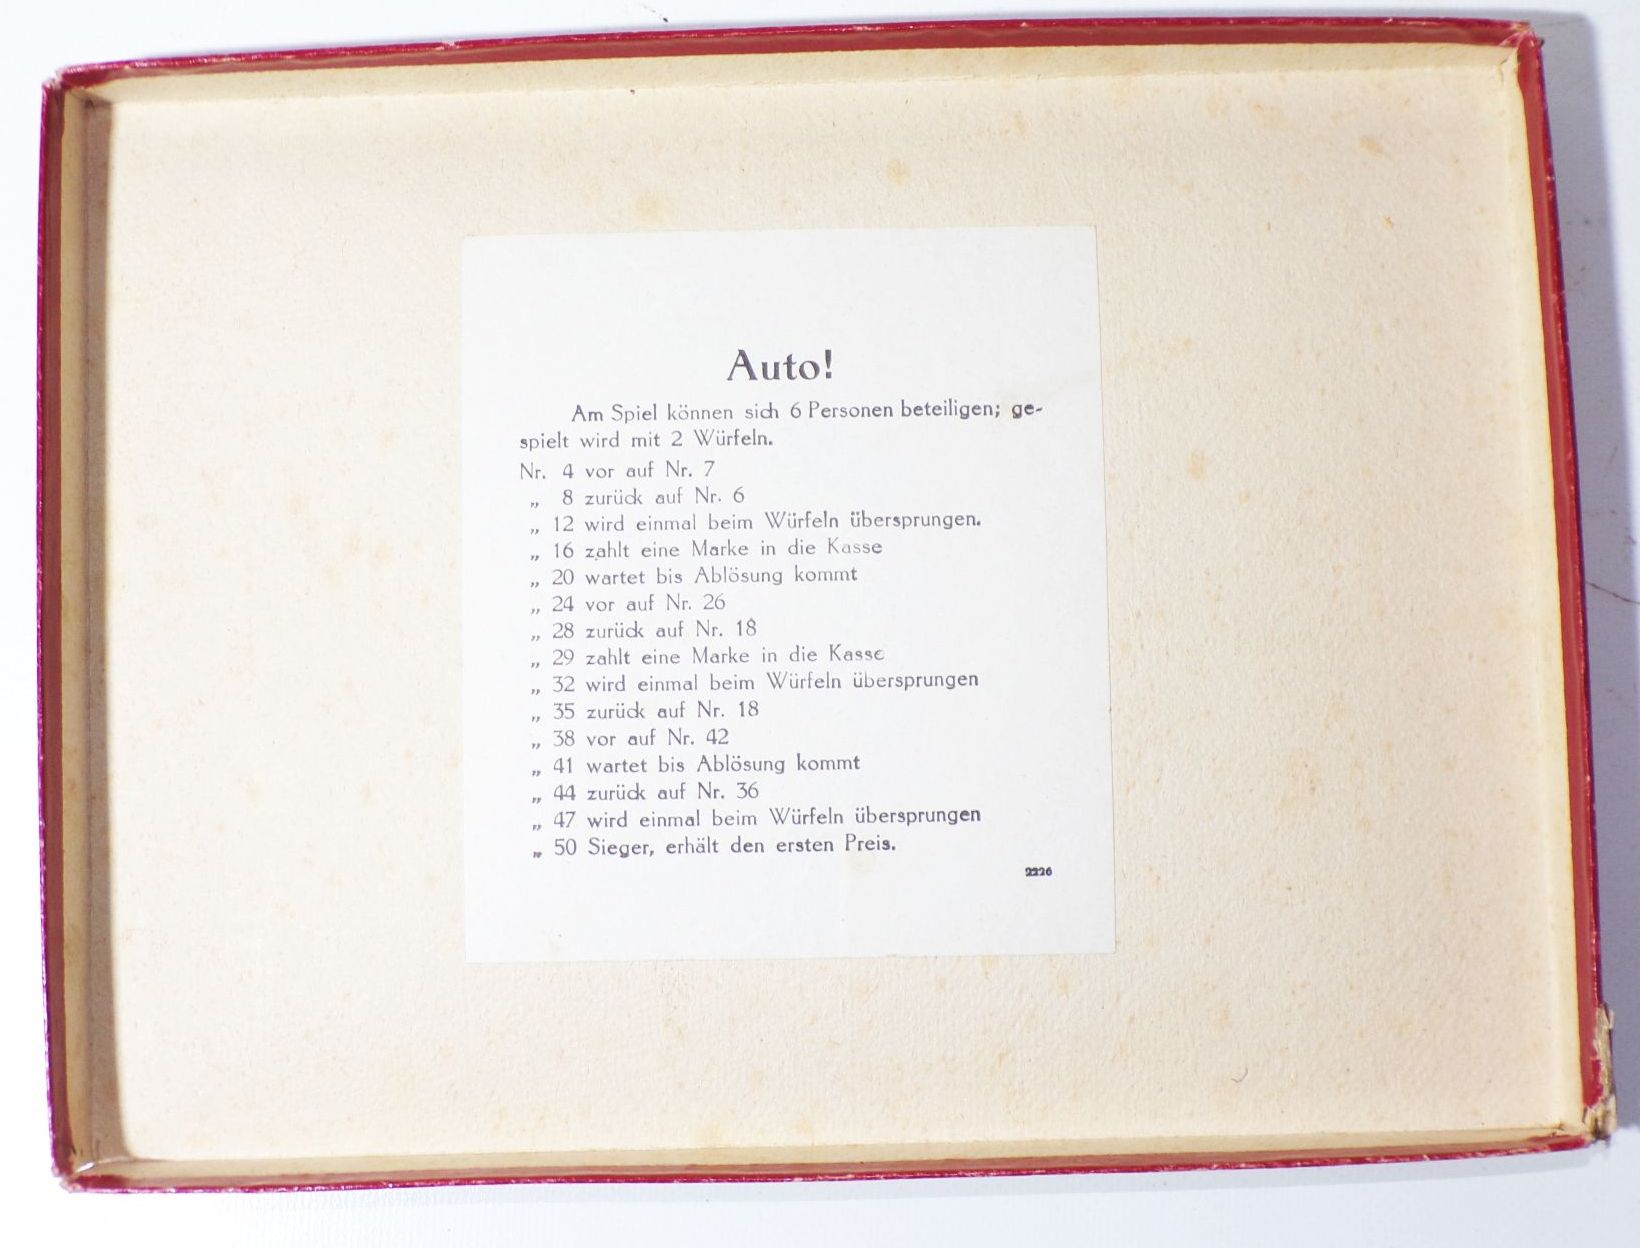 Auto!
Am Spiel können sich 6 Personen beteiligen; ge-
spielt wird mit 2 Würfeln.
Nr. 4 vor auf Nr. 7
„ 8 zurück auf Nr. 6
„ 12 wird einmal beim Würfeln übersprungen.
„ 16 zahlt eine Marke in die Kasse
„ 20 wartet bis Ablösung kommt
„ 24 vor auf Nr. 26
„ 28 zurück auf Nr. 18
„ 29 zahlt eine Marke in die Kasse
„ 32 wird einmal beim Würfeln übersprungen
„ 35 zurück auf Nr. 18
„ 38 vor auf Nr. 42
„ 41 wartet bis Ablösung kommt
„ 44 zurück auf Nr. 36
„ 47 wird einmal beim Würfeln übersprungen
„ 50 Sieger, erhält den ersten Preis.
2226